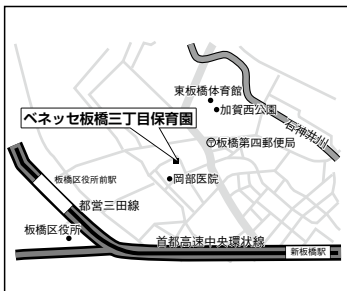 東板橋体育館
加賀西公園
石神井川
ベネッセ板橋三丁目保育園
〒板橋第四郵便局
板橋区役所前駅
岡部医院
都営三田線
板橋区役所
首都高速中央環状線
新板橋駅